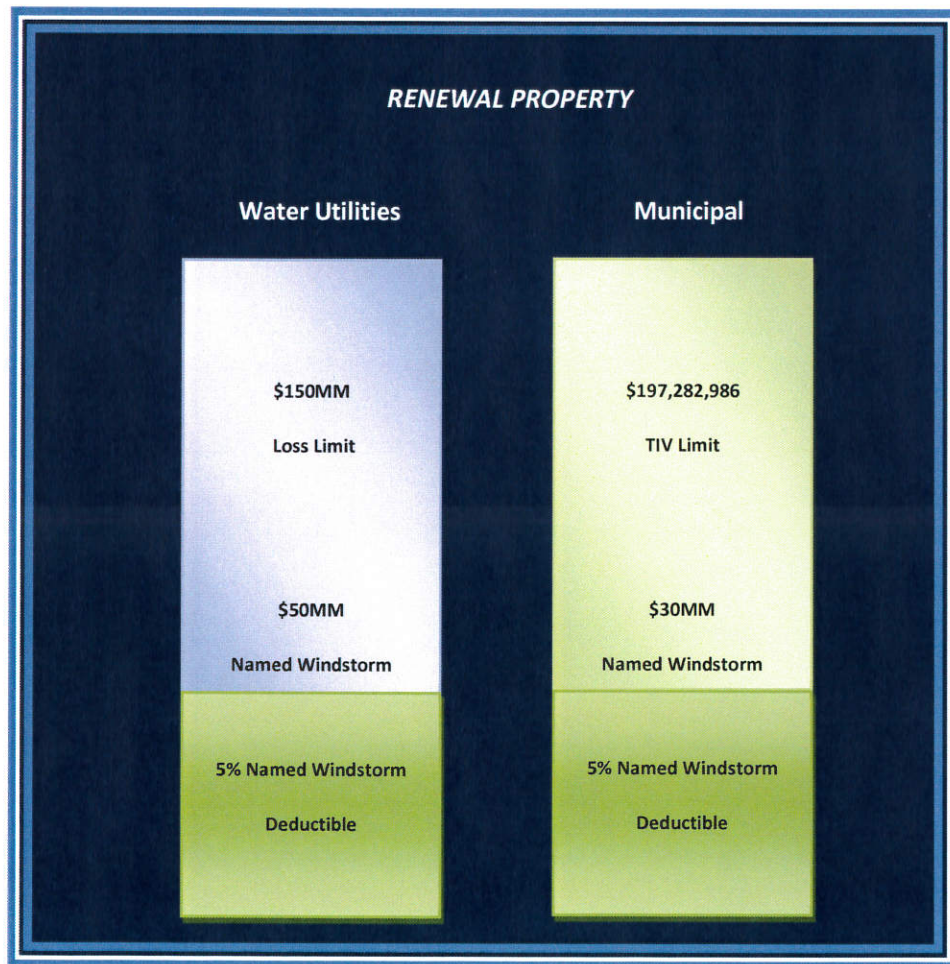 RENEWAL PROPERTY
Water Utilities
$150MM
Loss Limit
$50MM
Named Windstorm
5% Named Windstorm
Deductible
Municipal
$197,282,986
TIV Limit
$30MM
Named Windstorm
5% Named Windstorm
Deductible